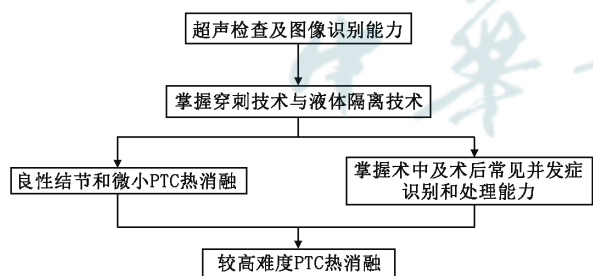 超声检查及图像识别能力
掌握穿刺技术与液体隔离技术
良性结节和微小PTC热消融
掌握术中及术后常见并发症
识别和处理能力
较高难度PTC热消融